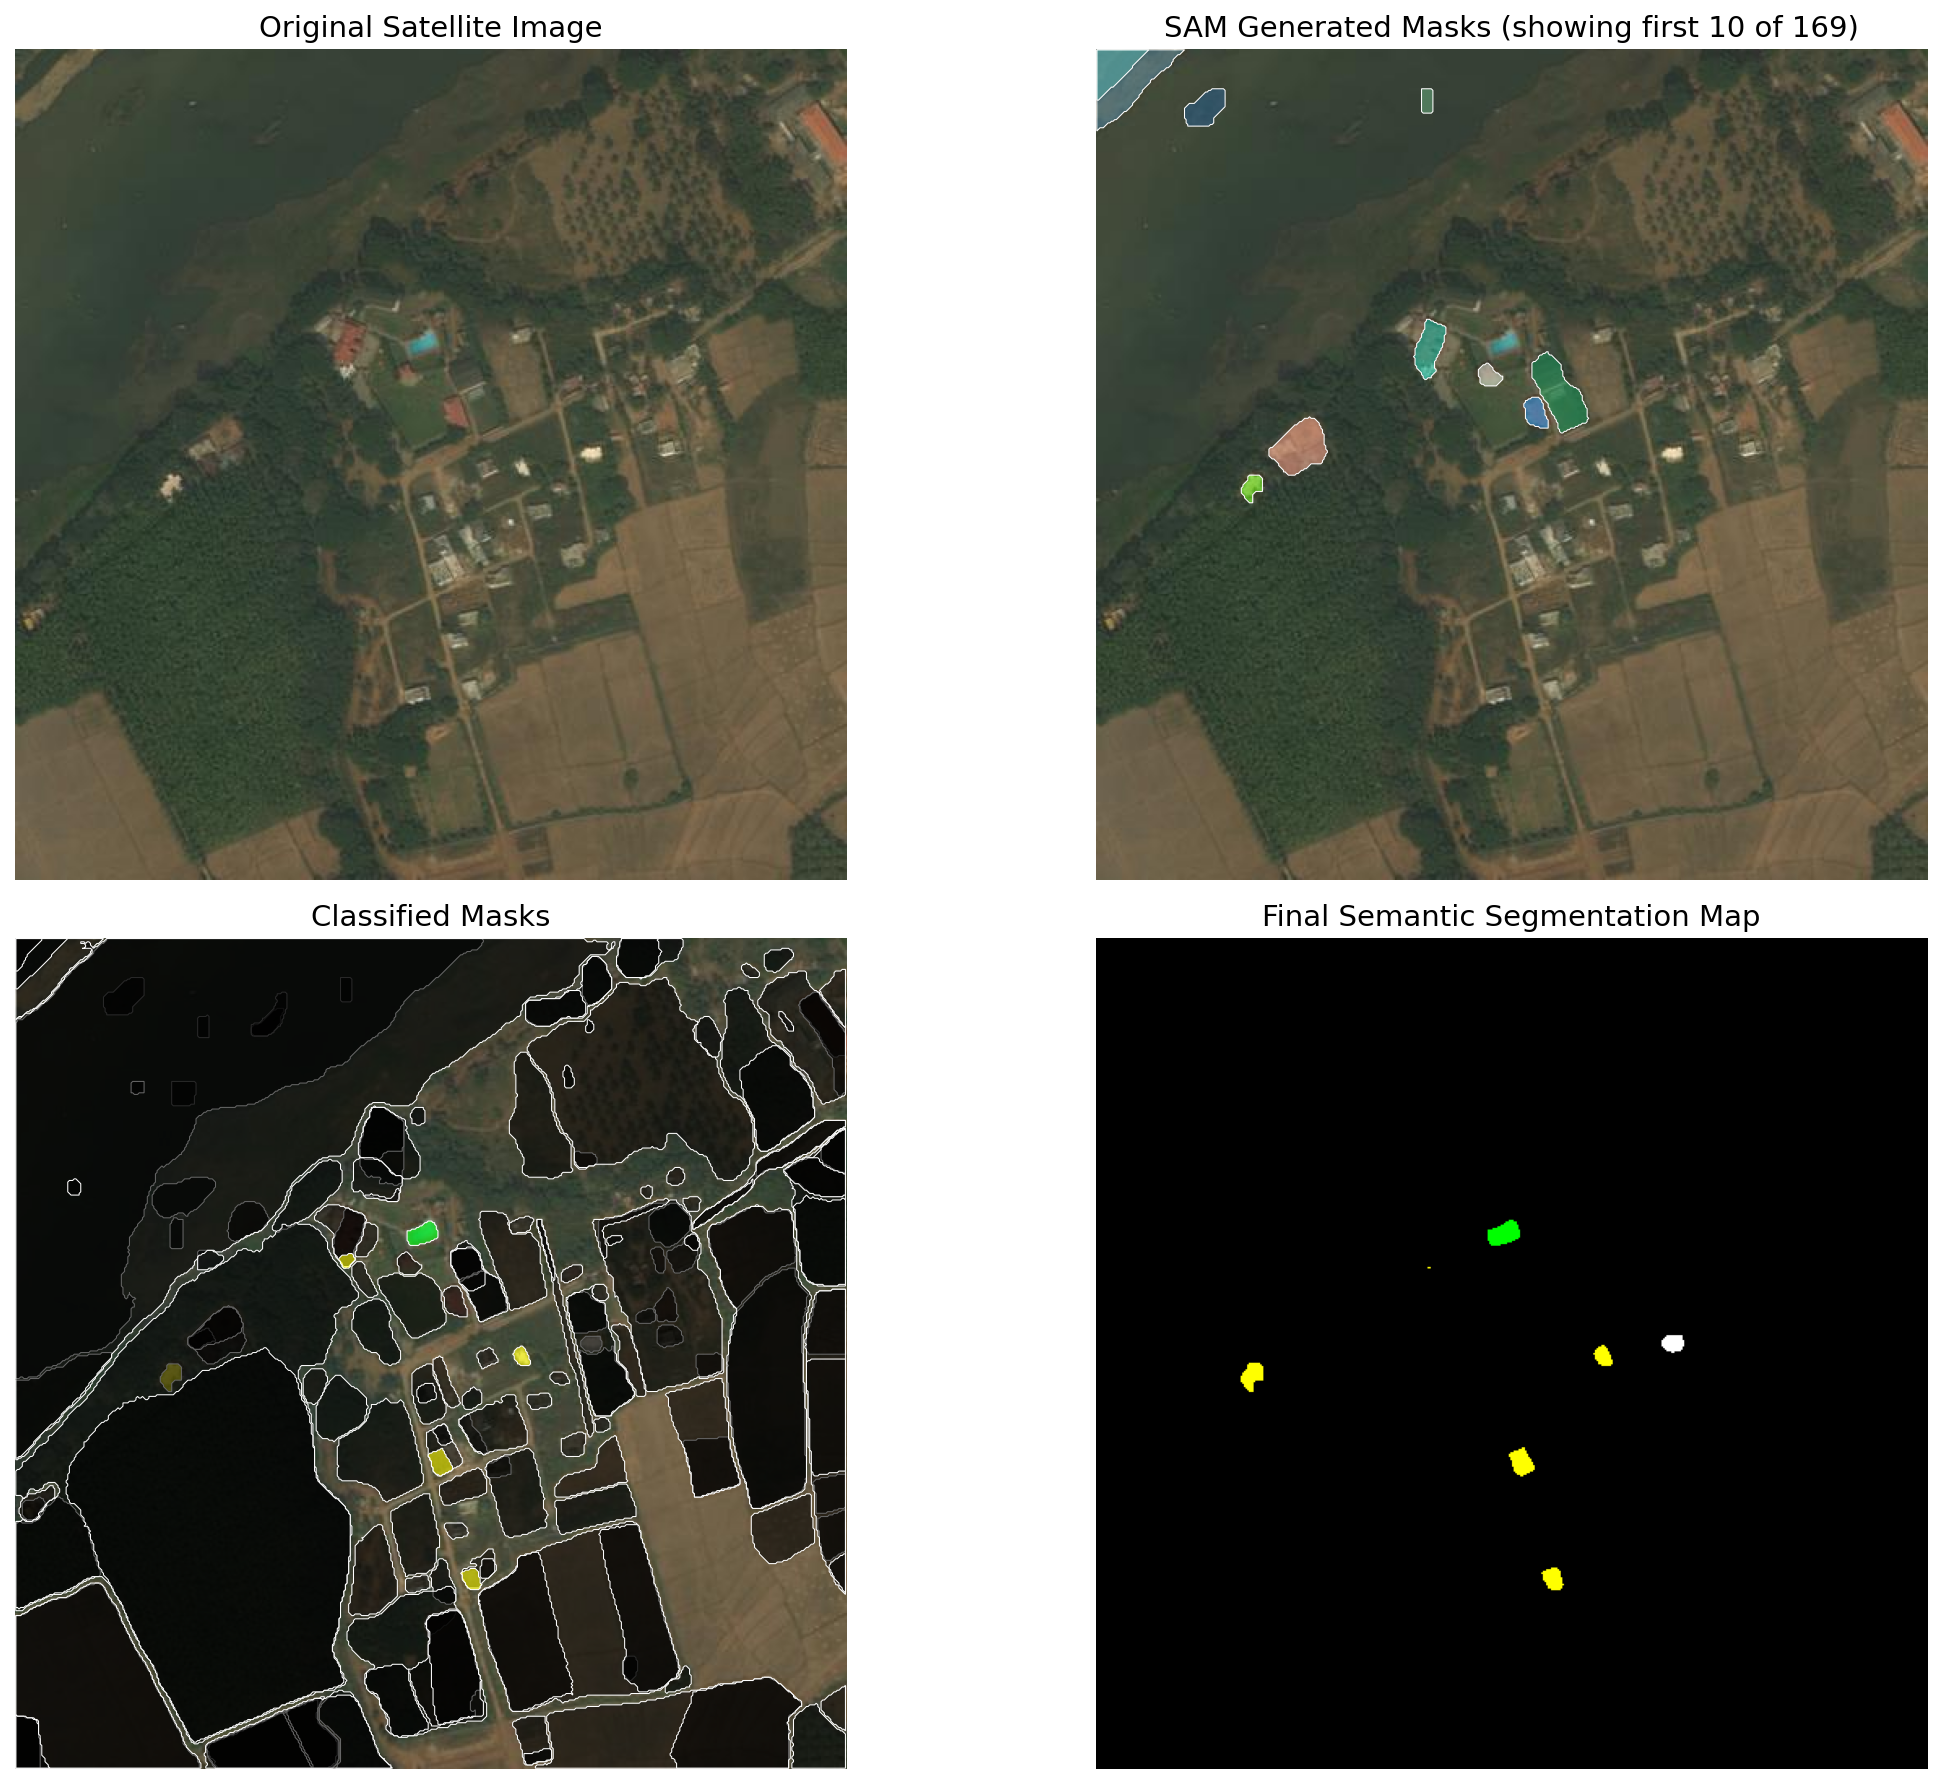 Original Satellite Image
SAM Generated Masks (showing first 10 of 169)
Classified Masks
Final Semantic Segmentation Map